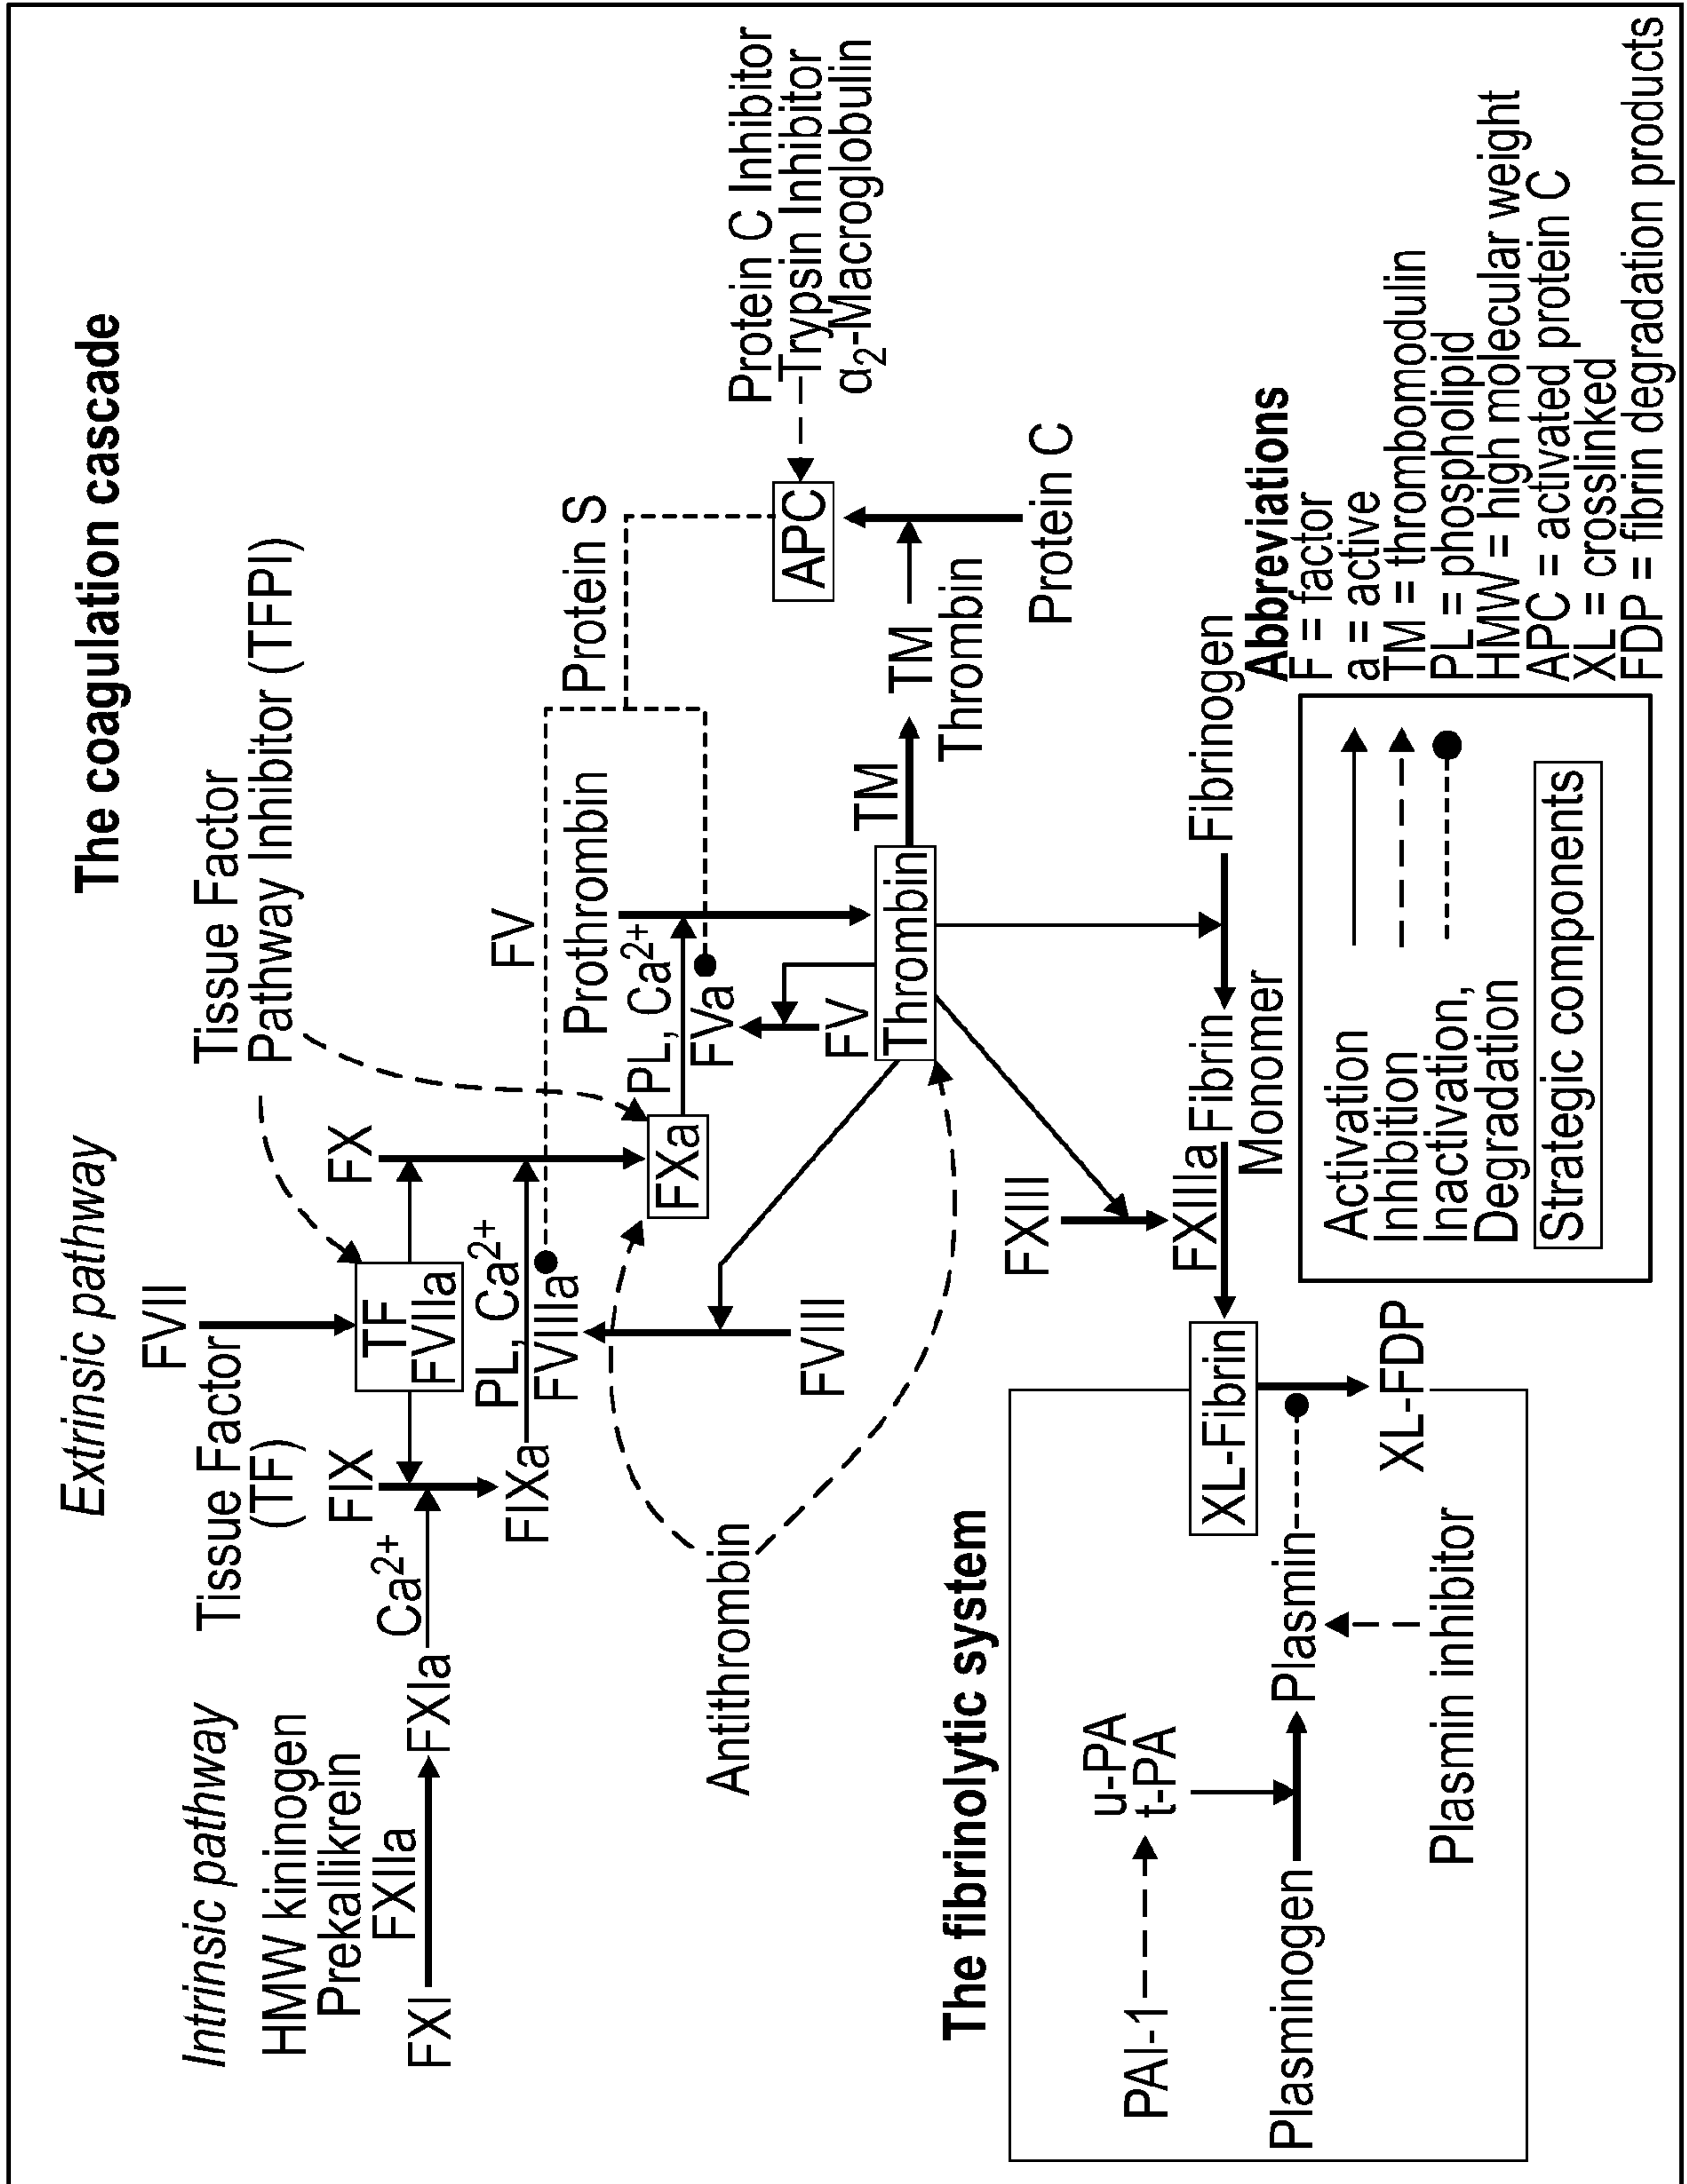 The coagulation cascade
Extrinsic pathway
FVII
Tissue Factor
(TF)
Tissue Factor
Pathway Inhibitor (TFPI)
Intrinsic pathway
HMW kininogen
Prekallikrein
FXIIa
FXI
FXIa
Ca2+
FIX
TF
FVIIa
FX
FIXa
PL, Ca2+
FVIIIa
FV
Protein S
Prothrombin
FXa
PL, Ca2+
FVa
FV
FVIII
Antithrombin
Thrombin
TM
TM
Thrombin
APC
Protein C Inhibitor
Trypsin Inhibitor
α2-Macroglobulin
Protein C
FXIII
FXIIIa
Fibrin
Monomer
Fibrinogen
The fibrinolytic system
XL-Fibrin
u-PA
t-PA
PAI-1
Plasminogen
Plasmin
XL-FDP
Plasmin inhibitor
Activation
Inhibition
Inactivation,
Degradation
Strategic components
Abbreviations
F = factor
a = active
TM = thrombomodulin
PL = phospholipid
HMW = high molecular weight
APC = activated protein C
XL = crosslinked
FDP = fibrin degradation products